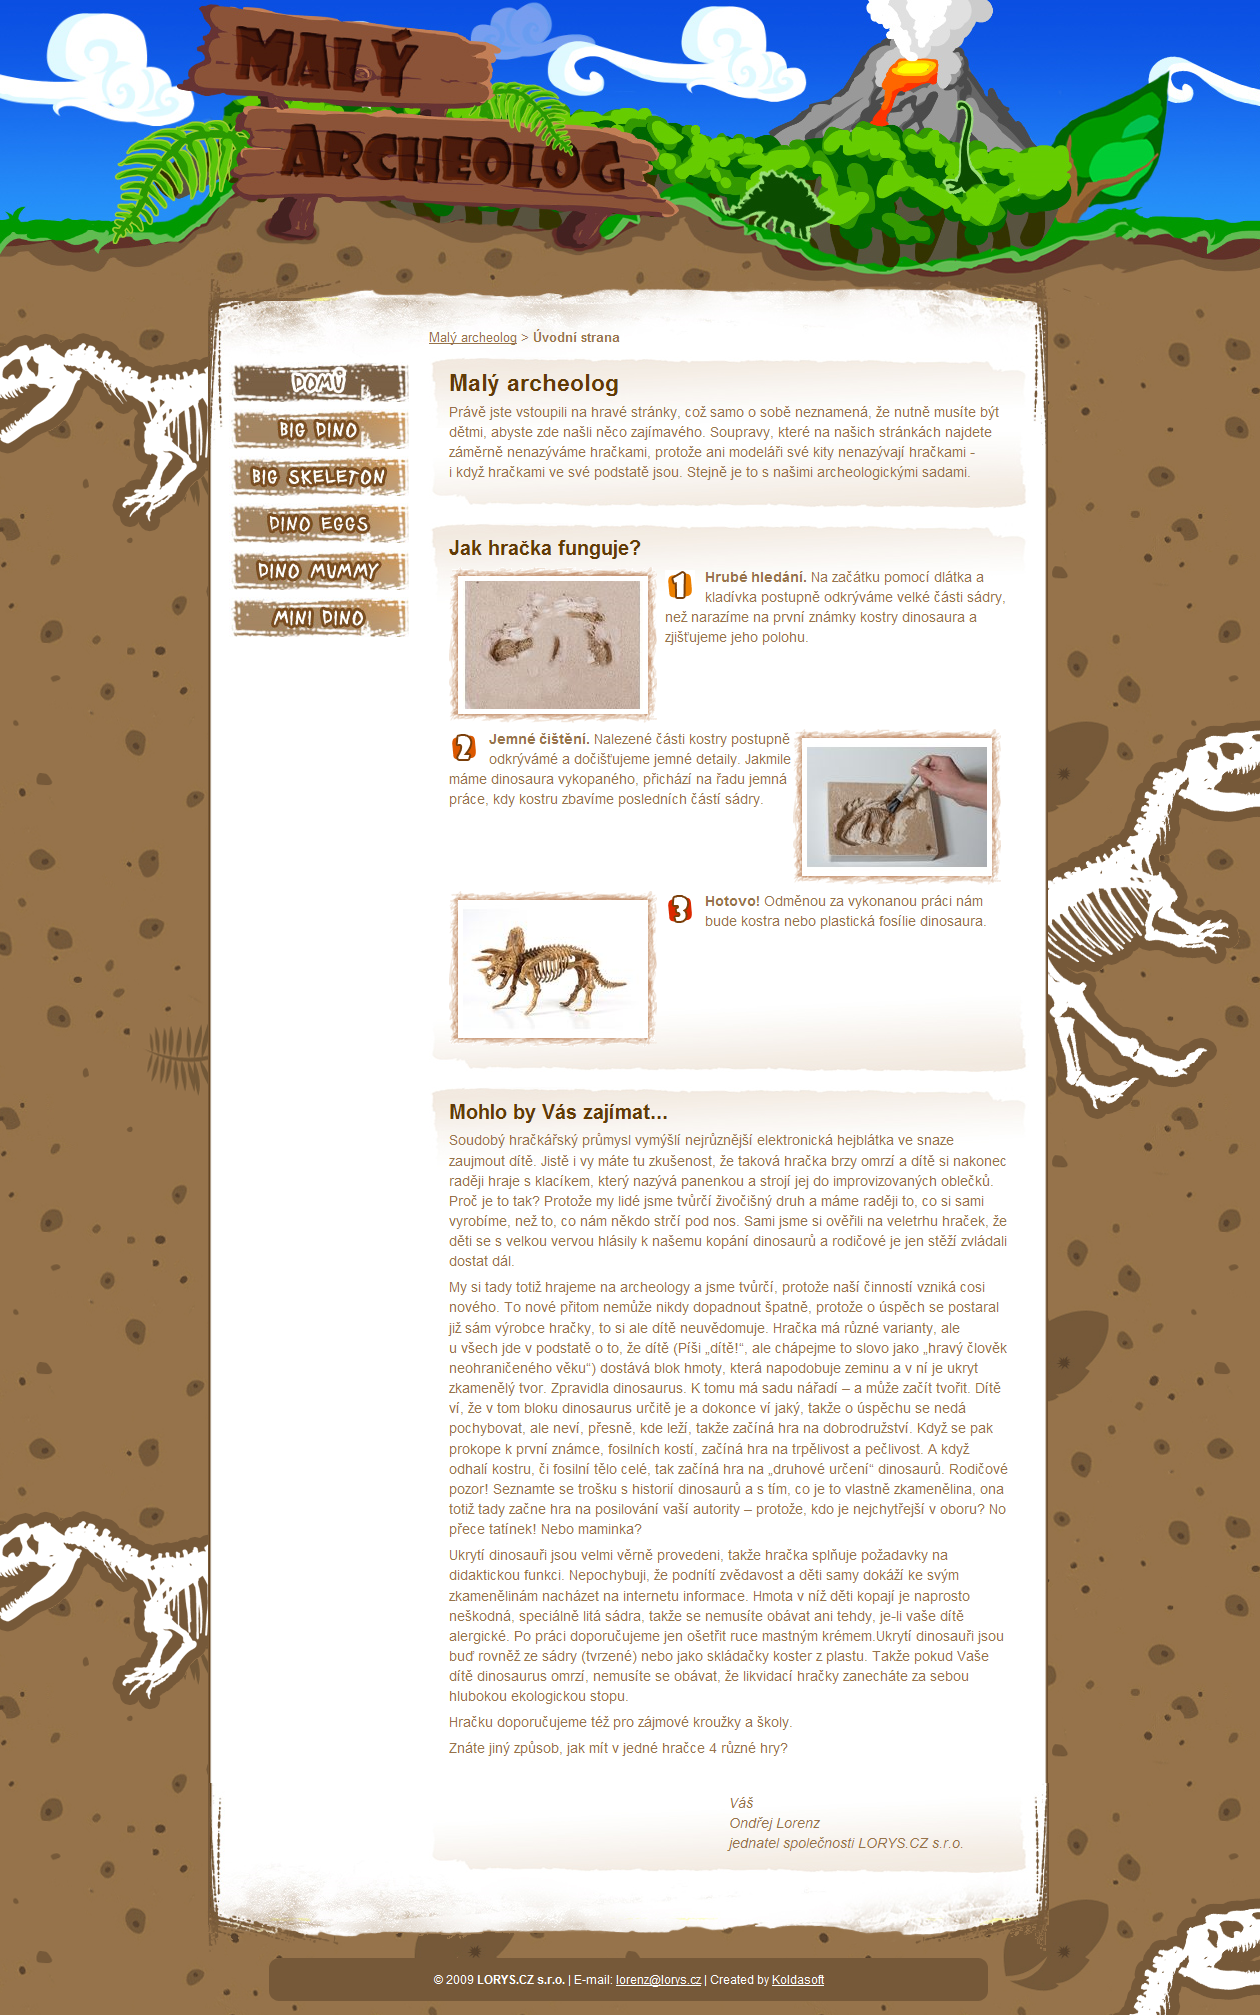 MALÝ
ARCHEOLOG
Malý archeolog > Úvodní strana
DOMŮ
BIG DINO
BIG SKELETON
DINO EGGS
DINO MUMMY
MINI DINO
Malý archeolog
Právě jste vstoupili na hravé stránky, což samo o sobě neznamená, že nutně musíte být
dětmi, abyste zde našli něco zajímavého. Soupravy, které na našich stránkách najdete
záměrně nenazýváme hračkami, protože ani modeláři své kity nenazývají hračkami -
i když hračkami ve své podstatě jsou. Stejně je to s našimi archeologickými sadami.
Jak hračka funguje?
1 Hrubé hledání. Na začátku pomocí dlátka a
kladívka postupně odkrýváme velké části sádry,
než narazíme na první známky kostry dinosaura a
zjišťujeme jeho polohu.
2 Jemné čištění. Nalezené části kostry postupně
odkrývámé a dočišťujeme jemné detaily. Jakmile
máme dinosaura vykopaného, přichází na řadu jemná
práce, kdy kostru zbavíme posledních částí sádry.
3 Hotovo! Odměnou za vykonanou práci nám
bude kostra nebo plastická fosílie dinosaura.
Mohlo by Vás zajímat...
Soudobý hračkářský průmysl vymýšlí nejrůznější elektronická hejblátka ve snaze
zaujmout dítě. Jistě i vy máte tu zkušenost, že taková hračka brzy omrzí a dítě si nakonec
raději hraje s klacíkem, který nazývá panenkou a strojí jej do improvizovaných oblečků.
Proč je to tak? Protože my lidé jsme tvůrčí živočišný druh a máme raději to, co si sami
vyrobíme, než to, co nám někdo strčí pod nos. Sami jsme si ověřili na veletrhu hraček, že
děti se s velkou vervou hlásily k našemu kopání dinosaurů a rodičové je jen stěží zvládali
dostat dál.
My si tady totiž hrajeme na archeology a jsme tvůrčí, protože naší činností vzniká cosi
nového. To nové přitom nemůže nikdy dopadnout špatně, protože o úspěch se postaral
již sám výrobce hračky, to si ale dítě neuvědomuje. Hračka má různé varianty, ale
u všech jde v podstatě o to, že dítě (Píši „dítě!“, ale chápejme to slovo jako „hravý člověk
neohraničeného věku“) dostává blok hmoty, která napodobuje zeminu a v ní je ukryt
zkamenělý tvor. Zpravidla dinosaurus. K tomu má sadu nářadí – a může začít tvořit. Dítě
ví, že v tom bloku dinosaurus určitě je a dokonce ví jaký, takže o úspěchu se nedá
pochybovat, ale neví, přesně, kde leží, takže začíná hra na dobrodružství. Když se pak
prokope k první známce, fosilních kostí, začíná hra na trpělivost a pečlivost. A když
odhalí kostru, či fosilní tělo celé, tak začíná hra na „druhové určení“ dinosaurů. Rodičové
pozor! Seznamte se trošku s historií dinosaurů a s tím, co je to vlastně zkamenělina, ona
totiž tady začne hra na posilování vaší autority – protože, kdo je nejchytřejší v oboru? No
přece tatínek! Nebo maminka?
Ukrytí dinosauři jsou velmi věrně provedeni, takže hračka splňuje požadavky na
didaktickou funkci. Nepochybuji, že podnítí zvědavost a děti samy dokáží ke svým
zkamenělinám nacházet na internetu informace. Hmota v níž děti kopají je naprosto
neškodná, speciálně litá sádra, takže se nemusíte obávat ani tehdy, je-li vaše dítě
alergické. Po práci doporučujeme jen ošetřit ruce mastným krémem.Ukrytí dinosauři jsou
buď rovněž ze sádry (tvrzené) nebo jako skládačky koster z plastu. Takže pokud Vaše
dítě dinosaurus omrzí, nemusíte se obávat, že likvidací hračky zanecháte za sebou
hlubokou ekologickou stopu.
Hračku doporučujeme též pro zájmové kroužky a školy.
Znáte jiný způsob, jak mít v jedné hračce 4 různé hry?
Váš
Ondřej Lorenz
jednatel společnosti LORYS.CZ s.r.o.
© 2009 LORYS.CZ s.r.o. | E-mail: lorenz@lorys.cz | Created by Koldasoft